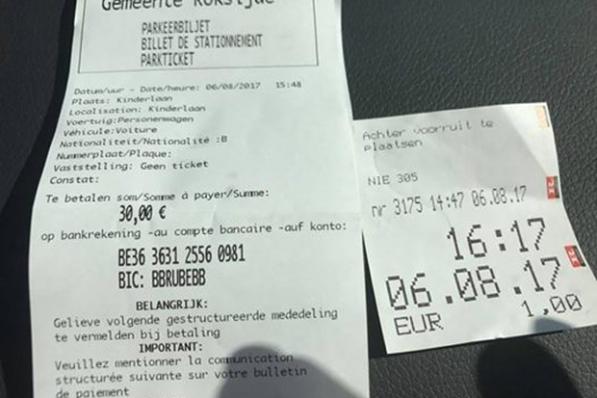 Gemeente Koksijde
PARKEERBILJET
BILLET DE STATIONNEMENT
PARKTICKET
Datum/uur - Date/heure: 06/08/2017 15:48
Plaats: Kinderlaan
Localisation: Kinderlaan
Voertuig:Personenwagen
Véhicule:Voiture
Nationaliteit/Nationalité :B
Nummerplaat/Plaque:
Vaststelling: Geen ticket
Constat:
Te betalen som/Somme à payer/Summe:
30,00 €
op bankrekening -au compte bancaire -auf konto:
BE36 3631 2556 0981
BIC: BBRUBEBB
BELANGRIJK:
Gelieve volgende gestructureerde mededeling
te vermelden bij betaling
IMPORTANT:
Veuillez mentionner la communication
structurée suivante sur votre bulletin
de paiement
Achter voorruit te
plaatsen
NIE 305
nr 3175 14:47 06.08.17
16:17
06.08.17
EUR 1,00